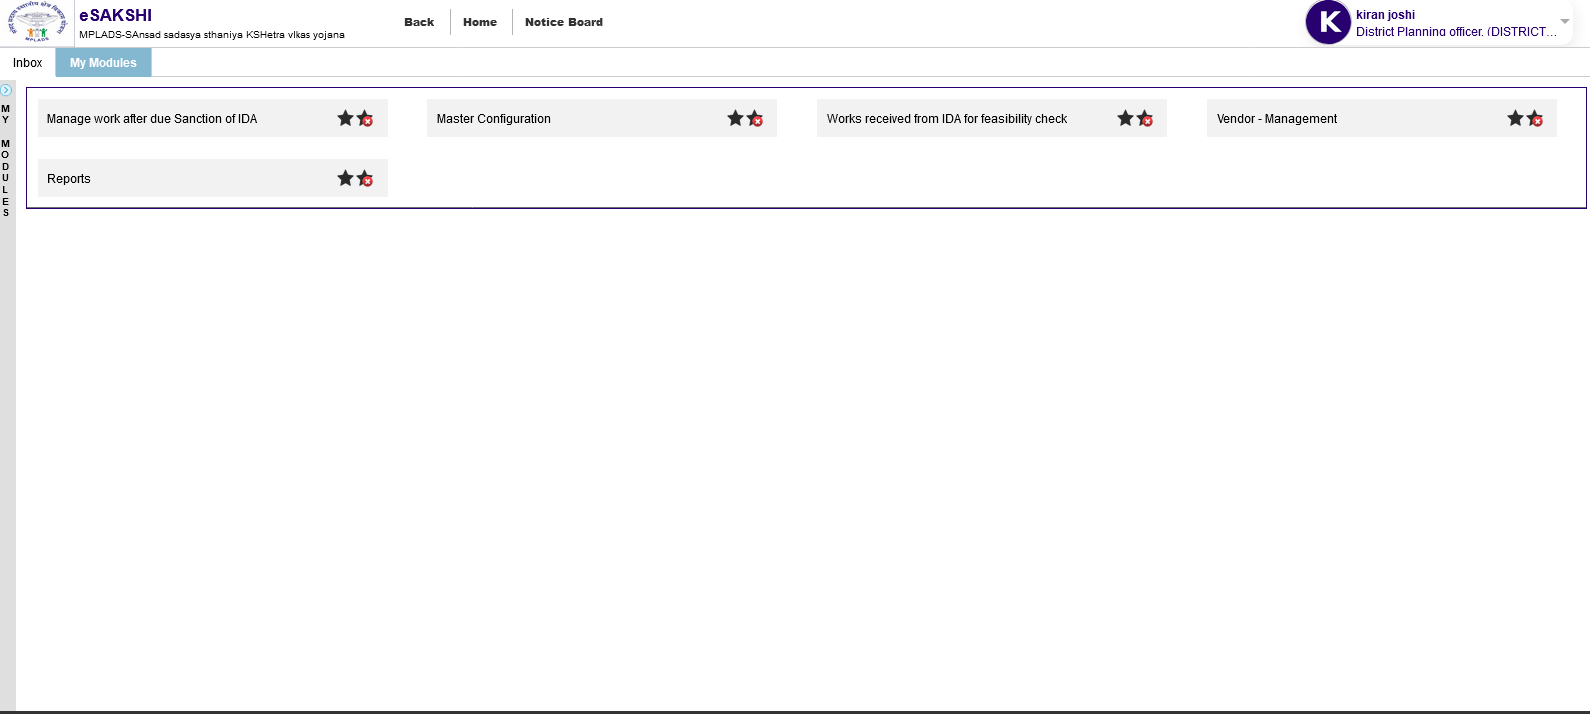 eSAKSHI
MPLADS-SAnsad sadasya sthaniya KSHetra vIkas yojana
Back
Home
Notice Board
K
kiran joshi
District Planning officer. (DISTRICT...
MPLADS
Inbox
My Modules
MY MODULES
Manage work after due Sanction of IDA
Master Configuration
Works received from IDA for feasibility check
Vendor - Management
Reports